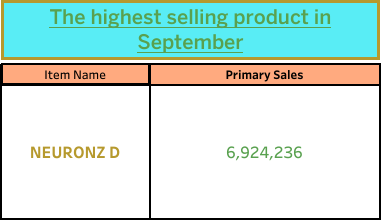 The highest selling product in
September
Item Name Primary Sales
NEURONZ D 6,924,236